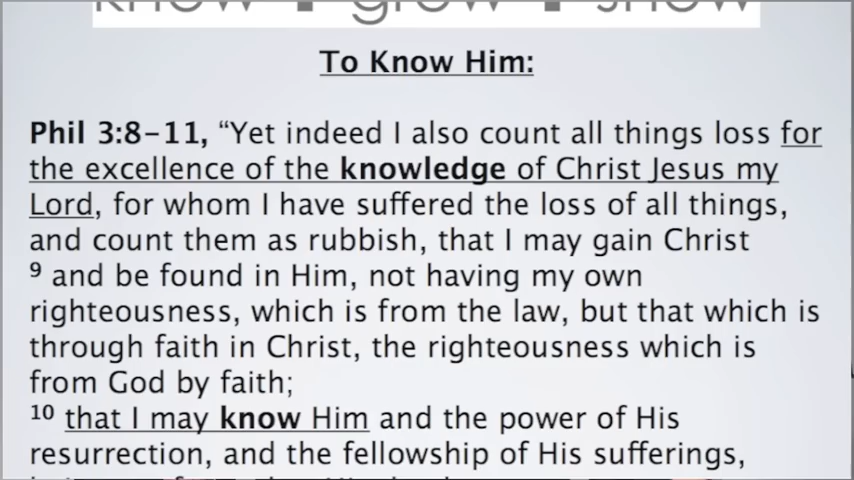 know ▪ grow ▪ show
To Know Him:
Phil 3:8-11, “Yet indeed I also count all things loss for
the excellence of the knowledge of Christ Jesus my
Lord, for whom I have suffered the loss of all things,
and count them as rubbish, that I may gain Christ
9 and be found in Him, not having my own
righteousness, which is from the law, but that which is
through faith in Christ, the righteousness which is
from God by faith;
10 that I may know Him and the power of His
resurrection, and the fellowship of His sufferings,